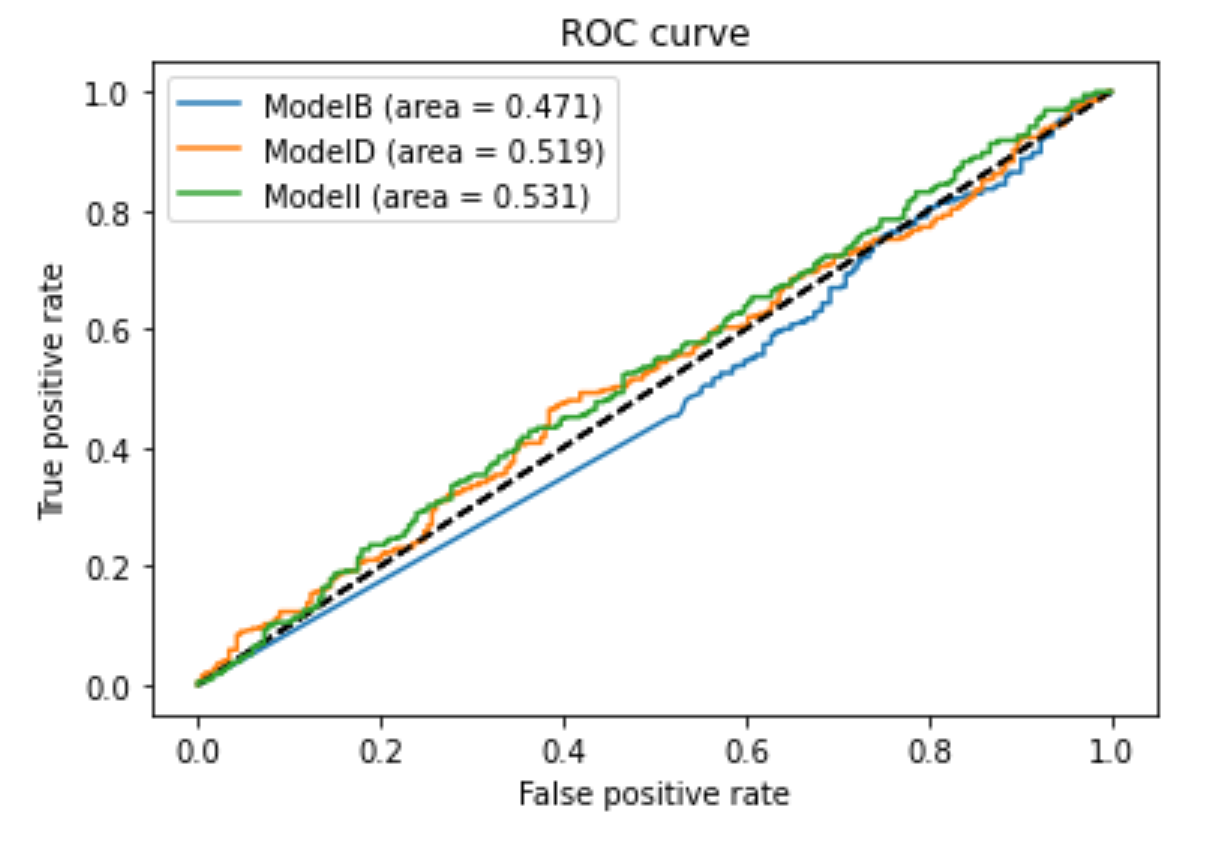 ROC curve
ModelB (area = 0.471)
ModelD (area = 0.519)
ModelI (area = 0.531)
1.0
0.8
0.6
0.4
0.2
0.0
True positive rate
0.0 0.2 0.4 0.6 0.8 1.0
False positive rate